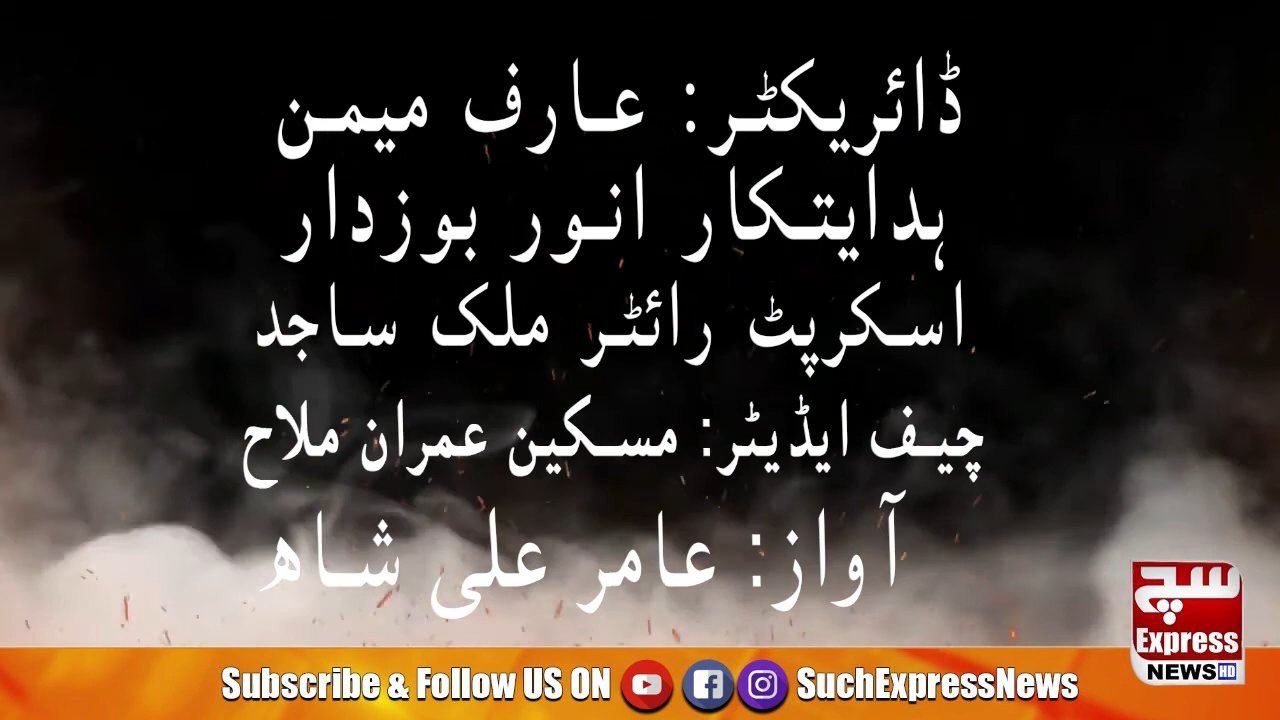 ڈائریکٹر: عارف میمن
ہدایتکار انور بوزدار
اسکرپٹ رائٹر ملک ساجد
چیف ایڈیٹر: مسکین عمران ملاح
آواز: عامر علی شاھ
سچ
Express
NEWS HD
Subscribe & Follow US ON SuchExpressNews